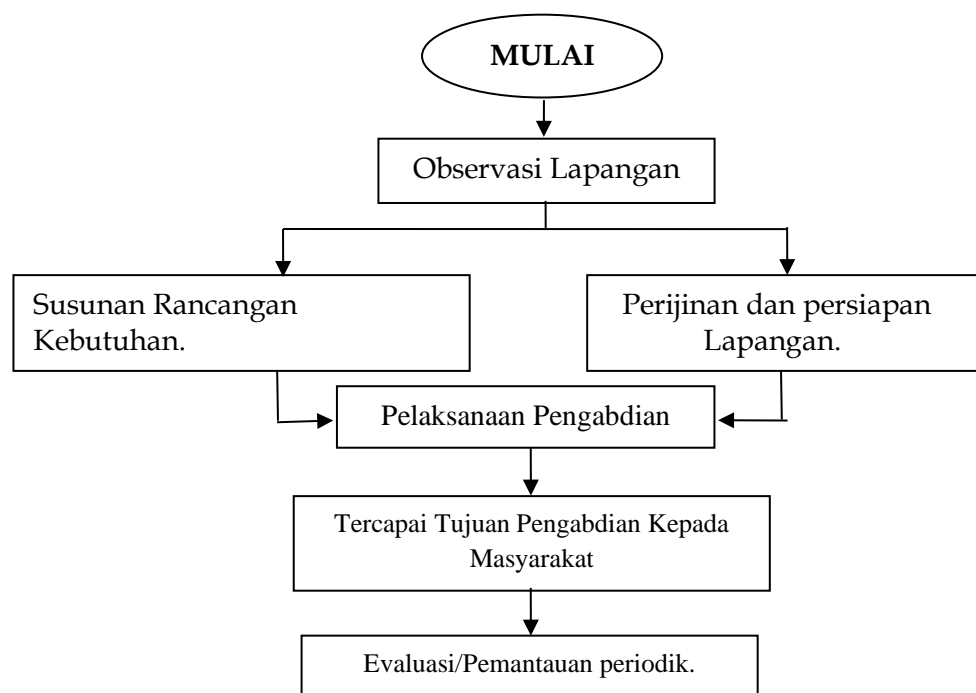 MULAI
Observasi Lapangan
Susunan Rancangan
Kebutuhan.
Perijinan dan persiapan
Lapangan.
Pelaksanaan Pengabdian
Tercapai Tujuan Pengabdian Kepada
Masyarakat
Evaluasi/Pemantauan periodik.